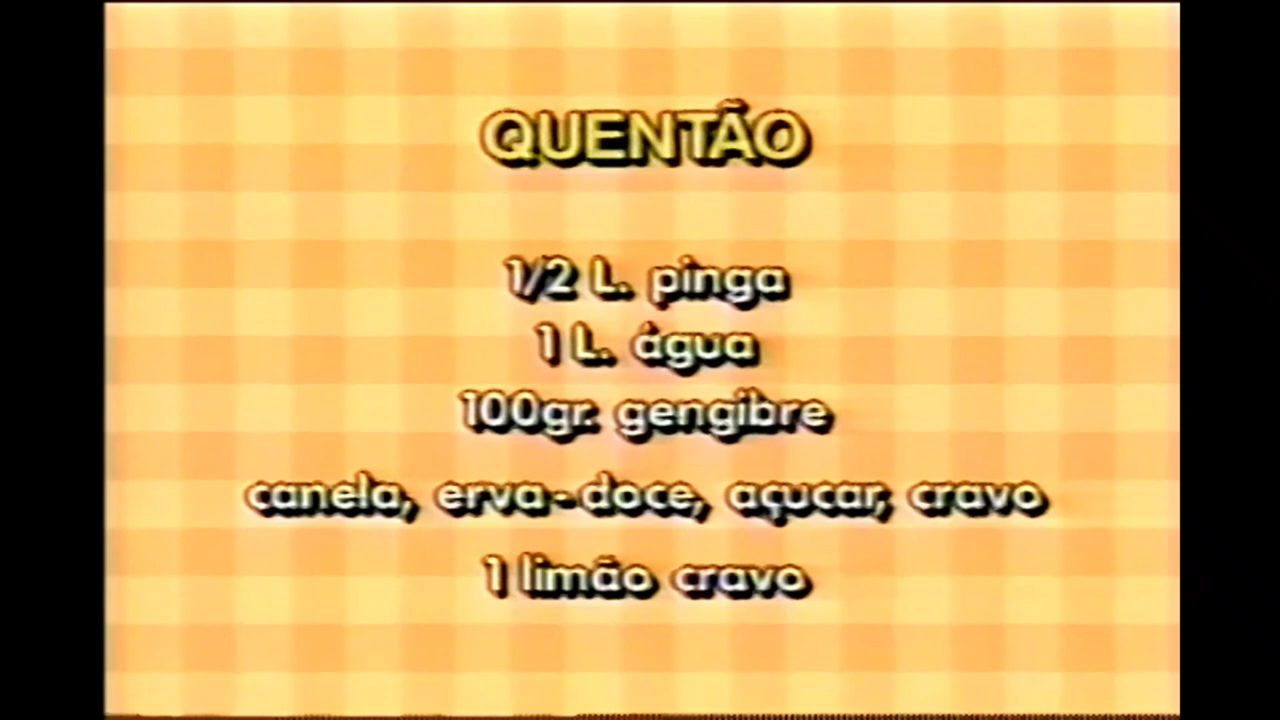 QUENTÃO
1/2 L. pinga
1 L. água
100gr. gengibre
canela, erva-doce, açucar, cravo
1 limão cravo